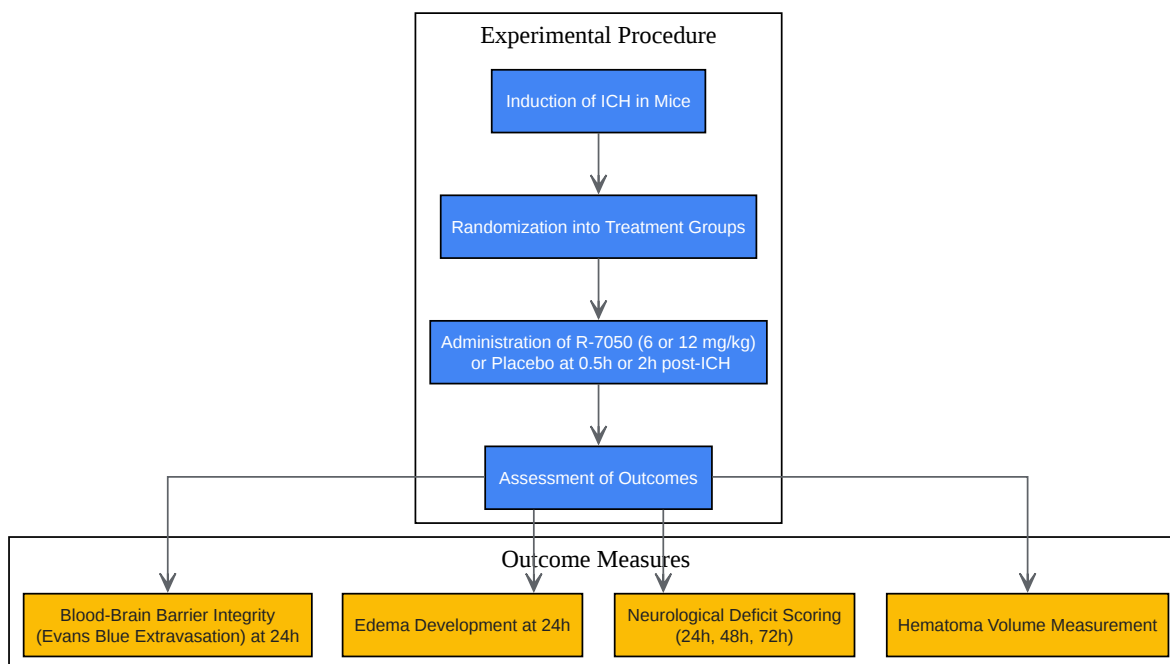 Experimental Procedure
Induction of ICH in Mice
Randomization into Treatment Groups
Administration of R-7050 (6 or 12 mg/kg)
or Placebo at 0.5h or 2h post-ICH
Assessment of Outcomes
Outcome Measures
Blood-Brain Barrier Integrity
(Evans Blue Extravasation) at 24h
Edema Development at 24h
Neurological Deficit Scoring
(24h, 48h, 72h)
Hematoma Volume Measurement